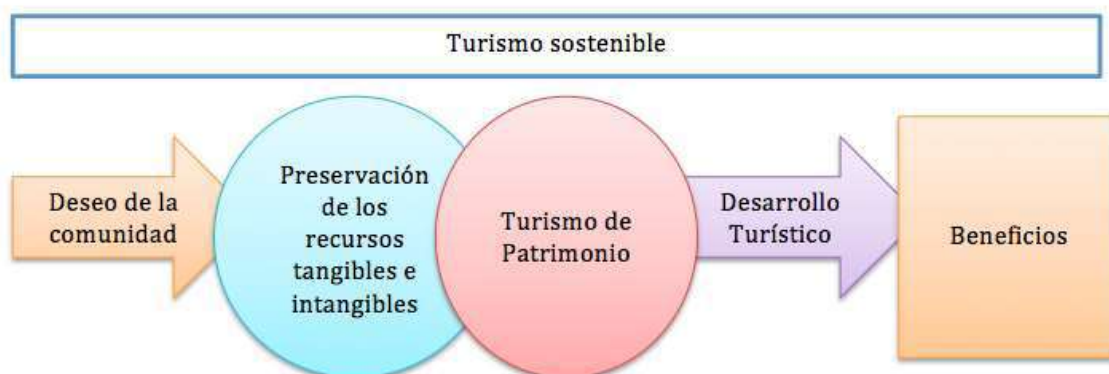 Turismo sostenible
Deseo de la
comunidad
Preservación
de los
recursos
tangibles e
intangibles
Turismo de
Patrimonio
Desarrollo
Turístico
Beneficios